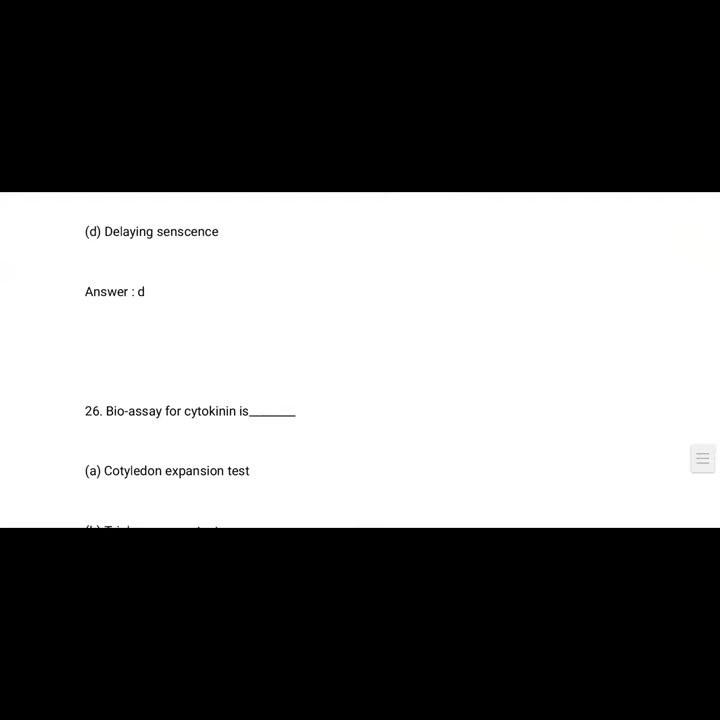 (d) Delaying senscence
Answer : d
26. Bio-assay for cytokinin is_______
(a) Cotyledon expansion test